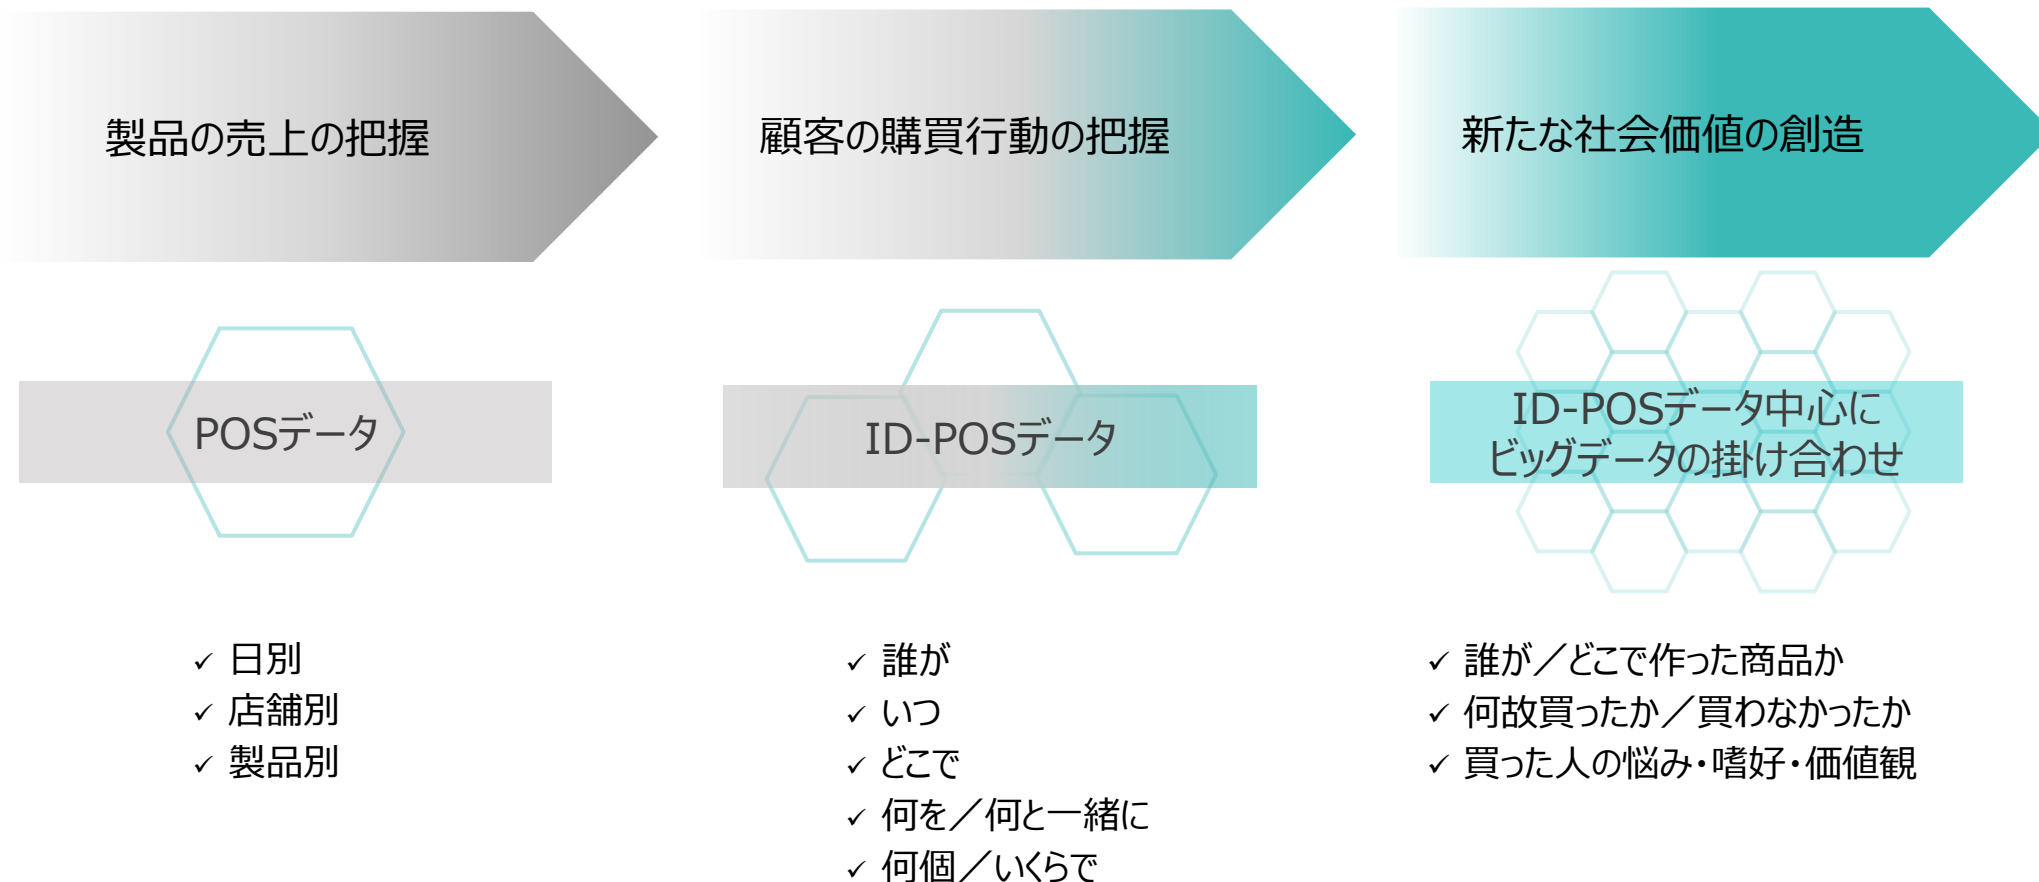 製品の売上の把握
顧客の購買行動の把握
新たな社会価値の創造
POSデータ
ID-POSデータ
ID-POSデータ中心に
ビッグデータの掛け合わせ
✓ 日別
✓ 店舗別
✓ 製品別
✓ 誰が
✓ いつ
✓ どこで
✓ 何を／何と一緒に
✓ 何個／いくらで
✓ 誰が／どこで作った商品か
✓ 何故買ったか／買わなかったか
✓ 買った人の悩み・嗜好・価値観